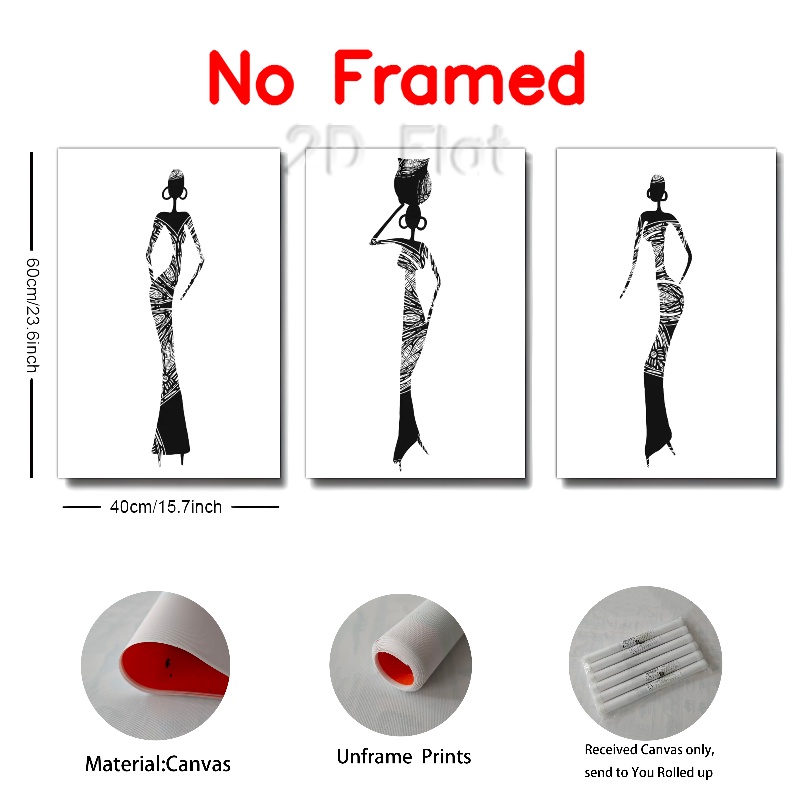 No Framed
2D Flat
60cm/23.6inch
40cm/15.7inch
Material:Canvas
Unframe Prints
Received Canvas only,
send to You Rolled up